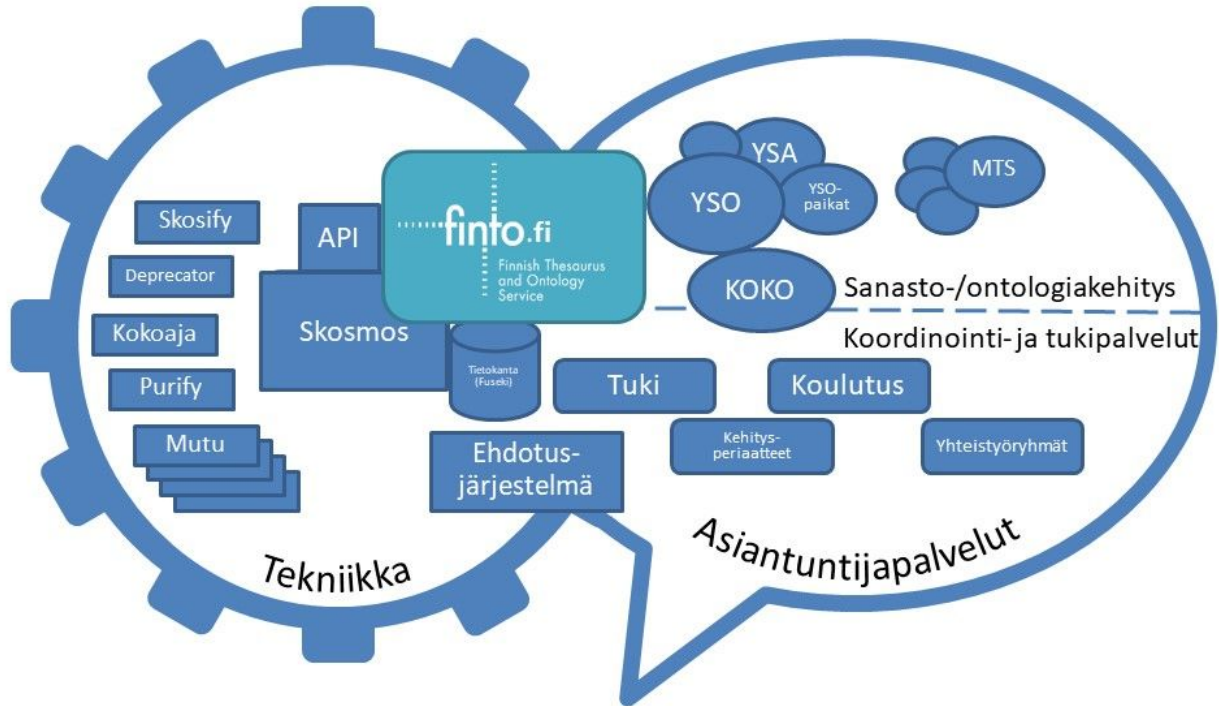 Skosify
Deprecator
Kokoaja
Purify
Mutu
API
Skosmos
finto.fi
Finnish Thesaurus
and Ontology
Service
Tietokanta
(Fuseki)
Ehdotus-
järjestelmä
Tekniikka
YSA
YSO
YSO-
paikat
MTS
KOKO
Sanasto-/ontologiakehitys
Koordinointi- ja tukipalvelut
Tuki
Koulutus
Kehitys-
periaatteet
Yhteistyöryhmät
Asiantuntijapalvelut